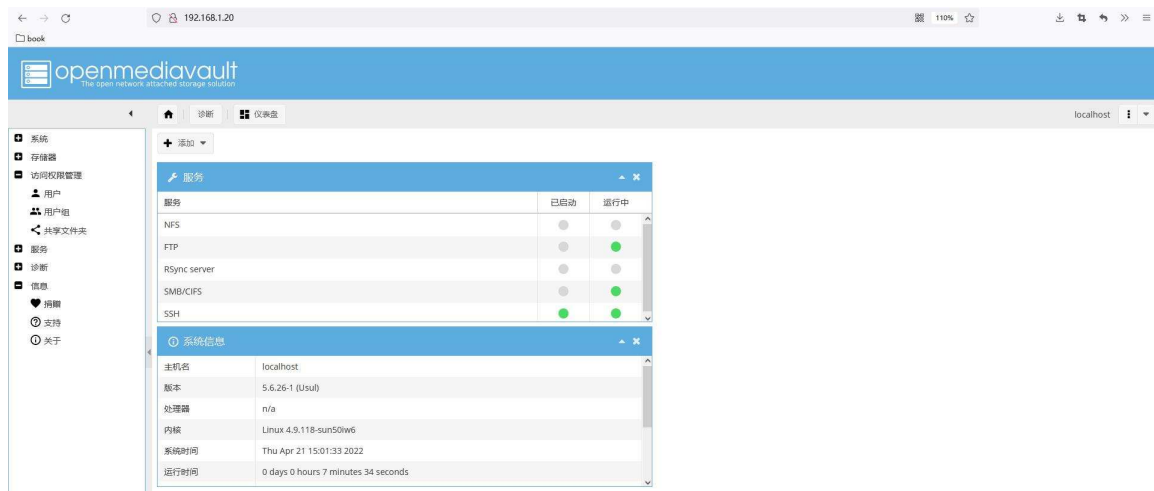 192.168.1.20
110%
book
openmediavault
The open network attached storage solution
诊断
仪表盘
localhost
系统
存储器
访问权限管理
用户
用户组
共享文件夹
服务
诊断
信息
捐赠
支持
关于
添加
服务
服务 已启动 运行中
NFS
FTP
RSync server
SMB/CIFS
SSH
系统信息
主机名 localhost
版本 5.6.26-1 (Usul)
处理器 n/a
内核 Linux 4.9.118-sun50iw6
系统时间 Thu Apr 21 15:01:33 2022
运行时间 0 days 0 hours 7 minutes 34 seconds